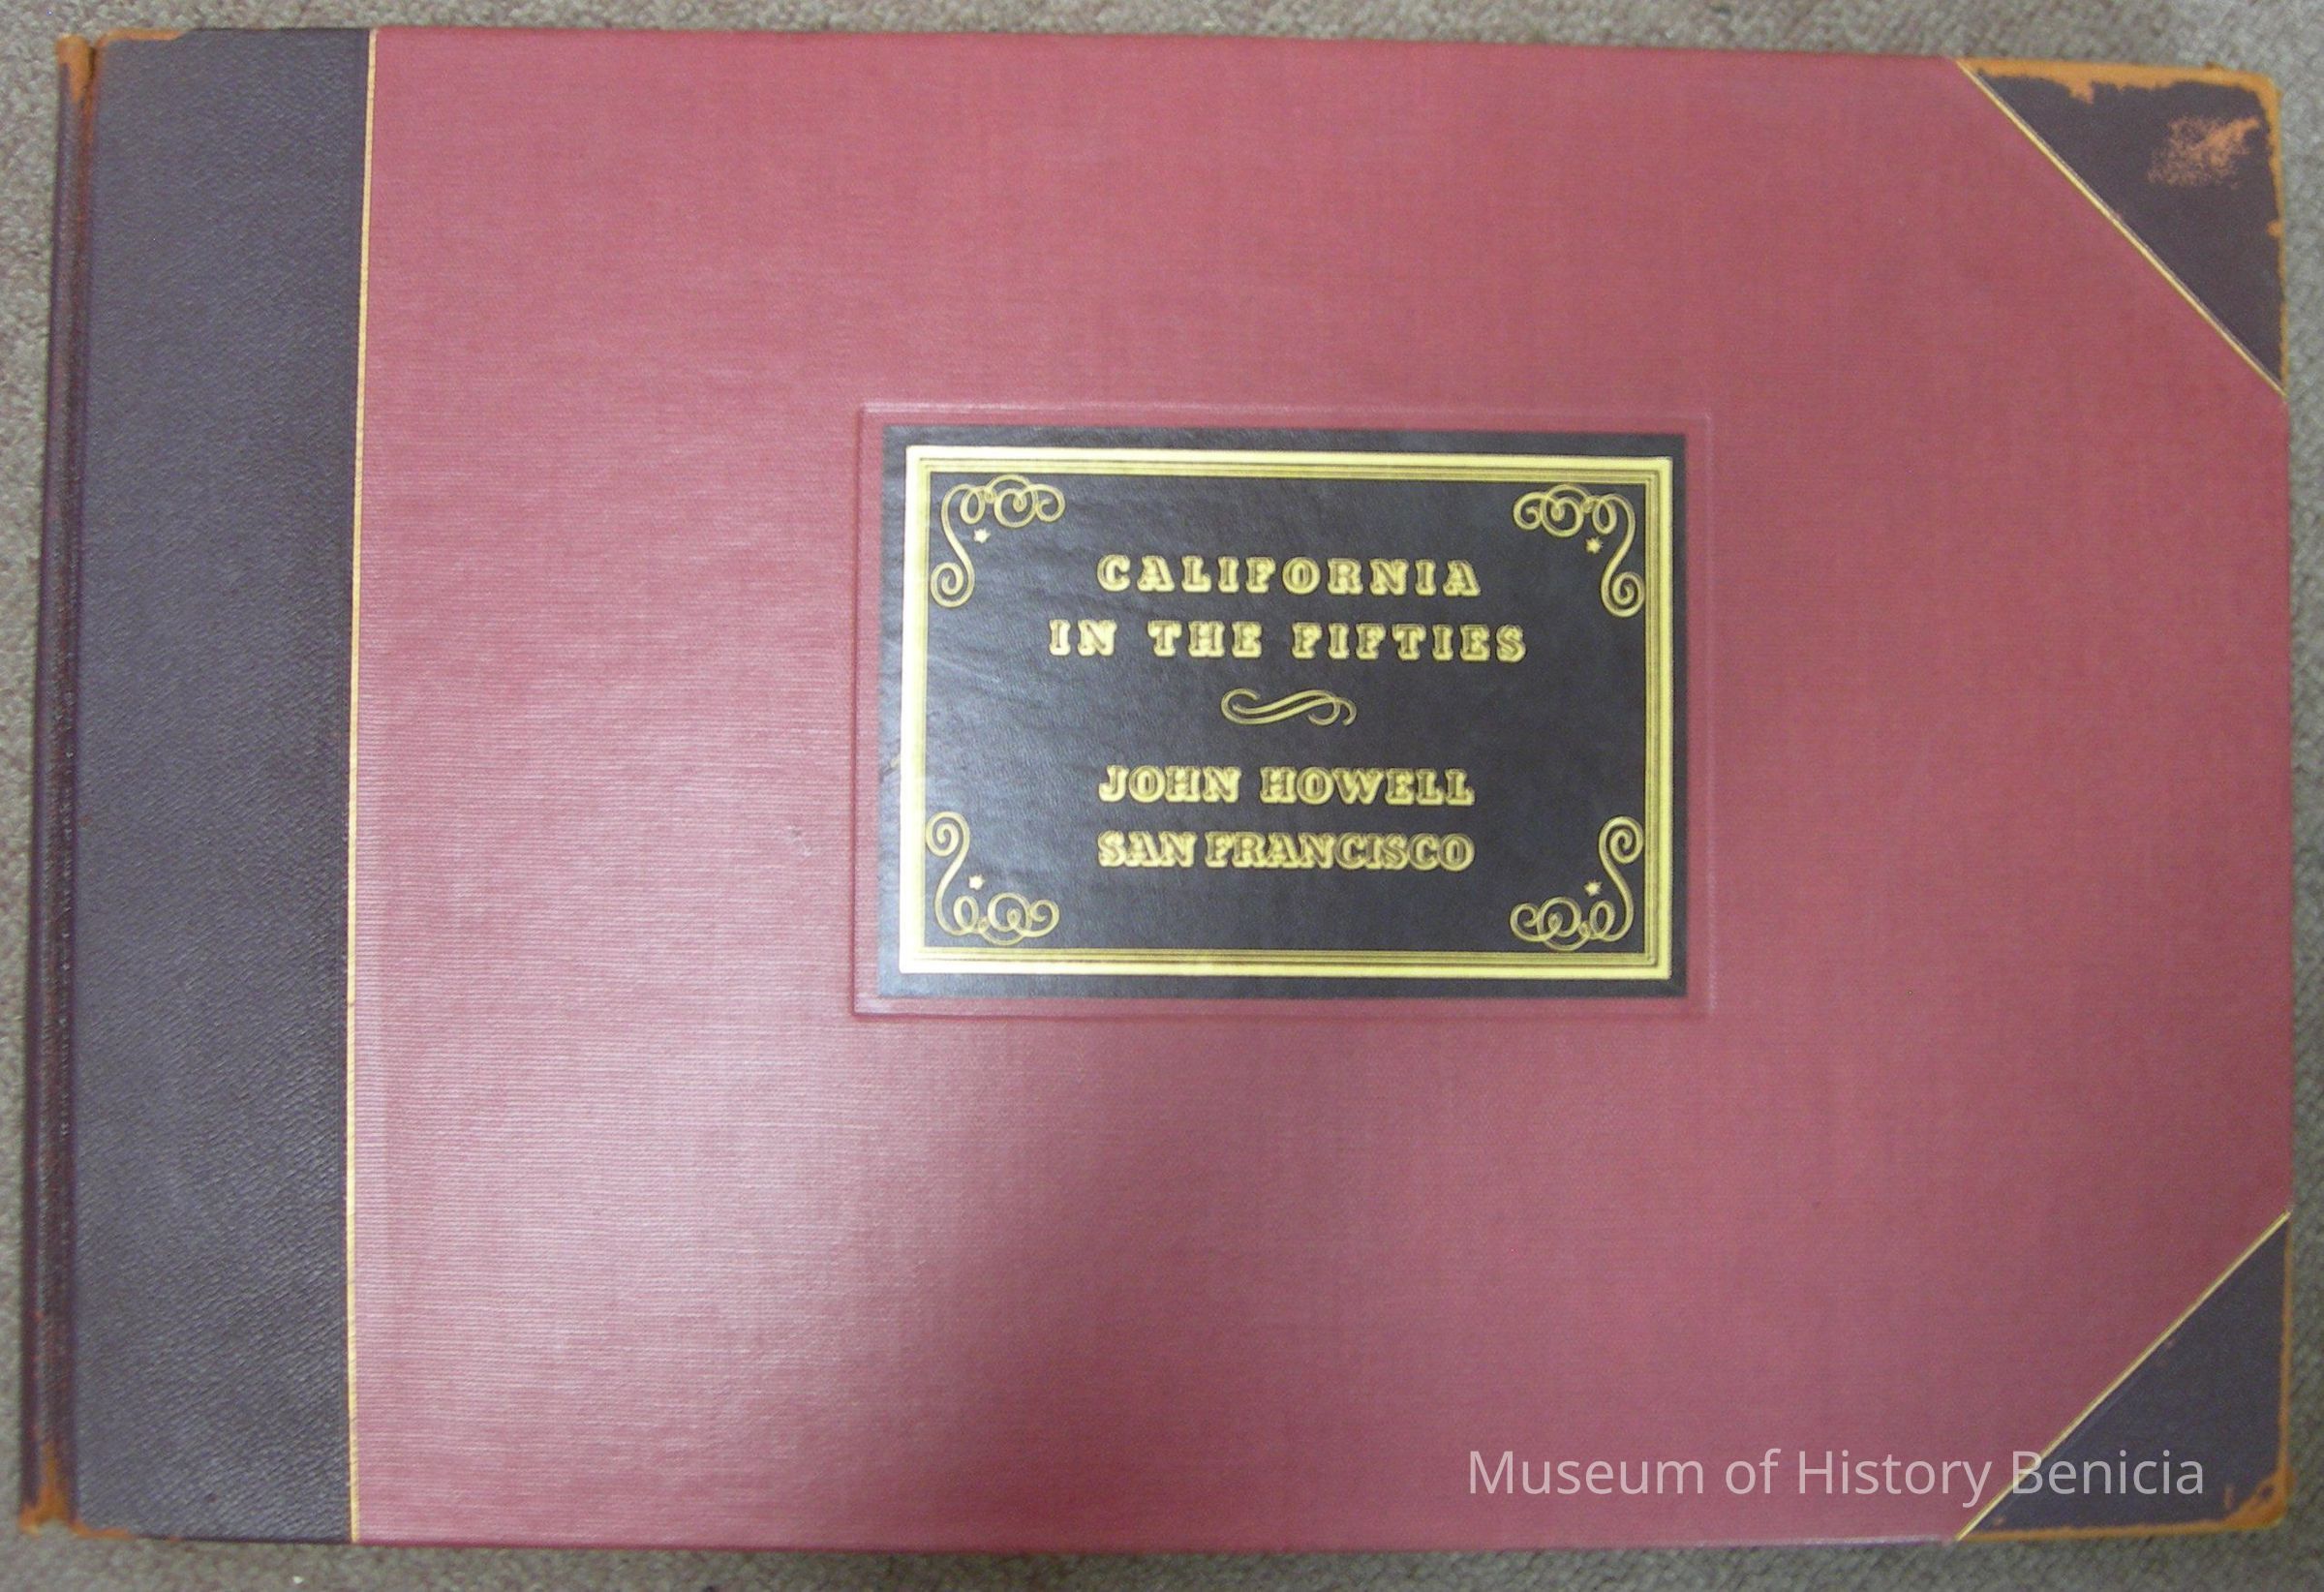 CALIFORNIA
IN THE FIFTIES
JOHN HOWELL
SAN FRANCISCO
Museum of History Benicia